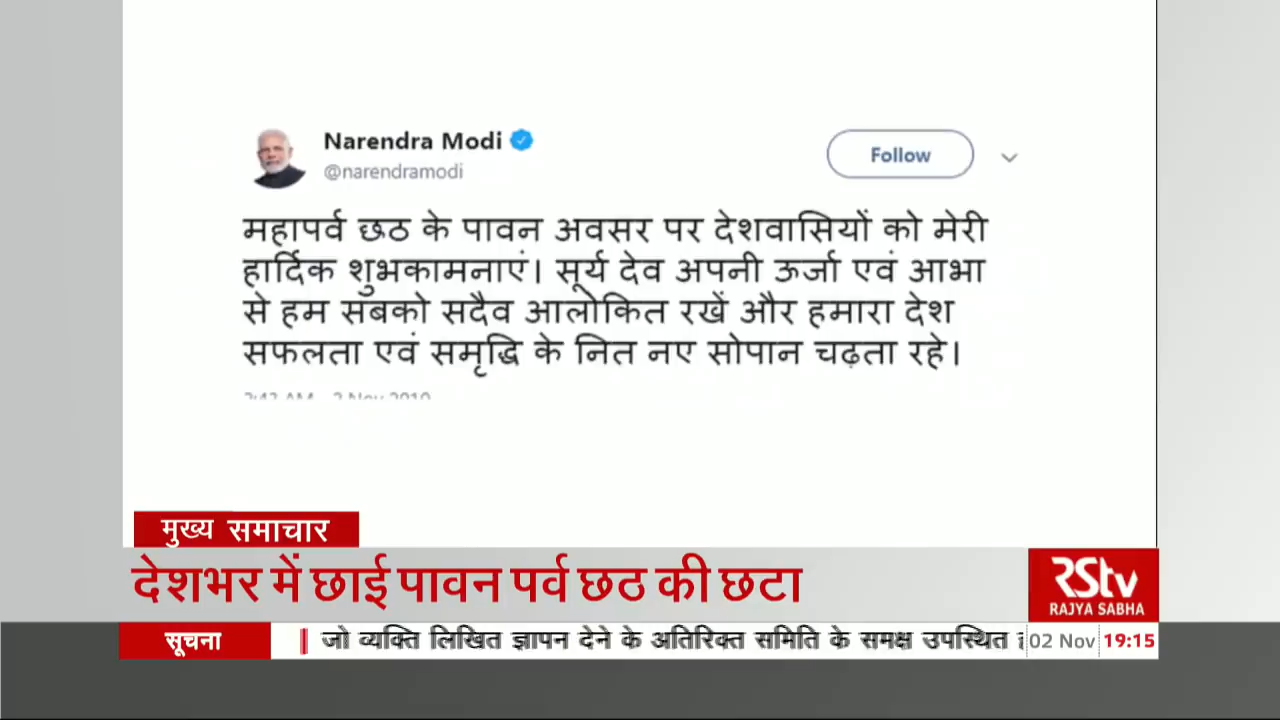 Narendra Modi
@narendramodi
Follow
महापर्व छठ के पावन अवसर पर देशवासियों को मेरी
हार्दिक शुभकामनाएं। सूर्य देव अपनी ऊर्जा एवं आभा
से हम सबको सदैव आलोकित रखें और हमारा देश
सफलता एवं समृद्धि के नित नए सोपान चढ़ता रहे।
मुख्य समाचार
देशभर में छाई पावन पर्व छठ की छटा
RStv
RAJYA SABHA
सूचना
जो व्यक्ति लिखित ज्ञापन देने के अतिरिक्त समिति के समक्ष उपस्थित
02 Nov 19:15